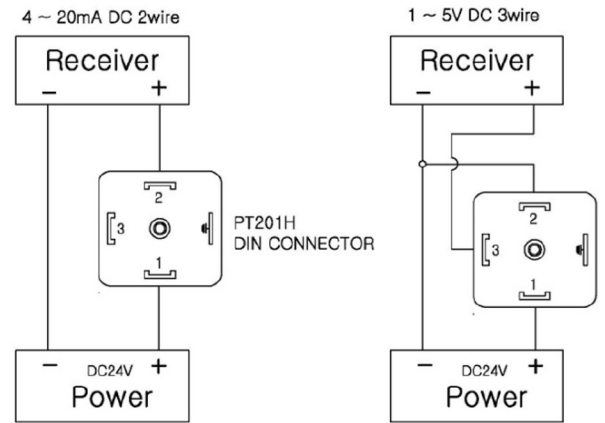 4 ~ 20mA DC 2wire
Receiver
− +
2
3
1
PT201H
DIN CONNECTOR
− DC24V +
Power
1 ~ 5V DC 3wire
Receiver
− +
2
3
1
− DC24V +
Power